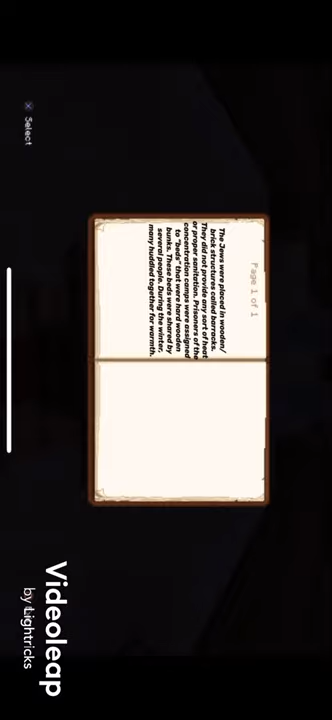 Page 1 of 1
The Jews were placed in wooden/
brick structures called barracks.
They did not provide any sort of heat
or proper sanitation. Prisoners of the
concentration camps were assigned
to "beds" that were hard wooden
bunks. These beds were shared by
several people. During the winter,
many huddled together for warmth.
Select
Videoleap
by Lightricks